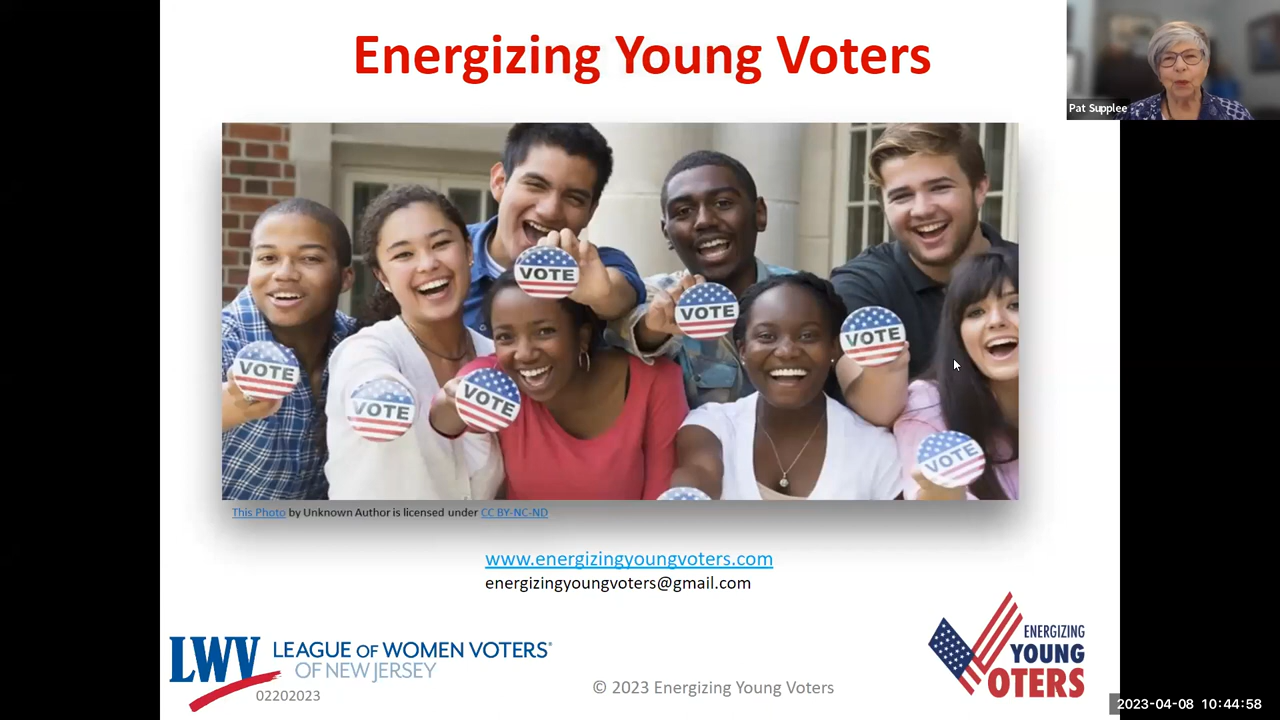 Energizing Young Voters
Pat Supplee
VOTE
VOTE
VOTE
VOTE
VOTE
VOTE
VOTE
This Photo by Unknown Author is licensed under CC BY-NC-ND
www.energizingyoungvoters.com
energizingyoungvoters@gmail.com
LWV LEAGUE OF WOMEN VOTERS®
OF NEW JERSEY
02202023
© 2023 Energizing Young Voters
ENERGIZING
YOUNG
OTERS
2023-04-08 10:44:58